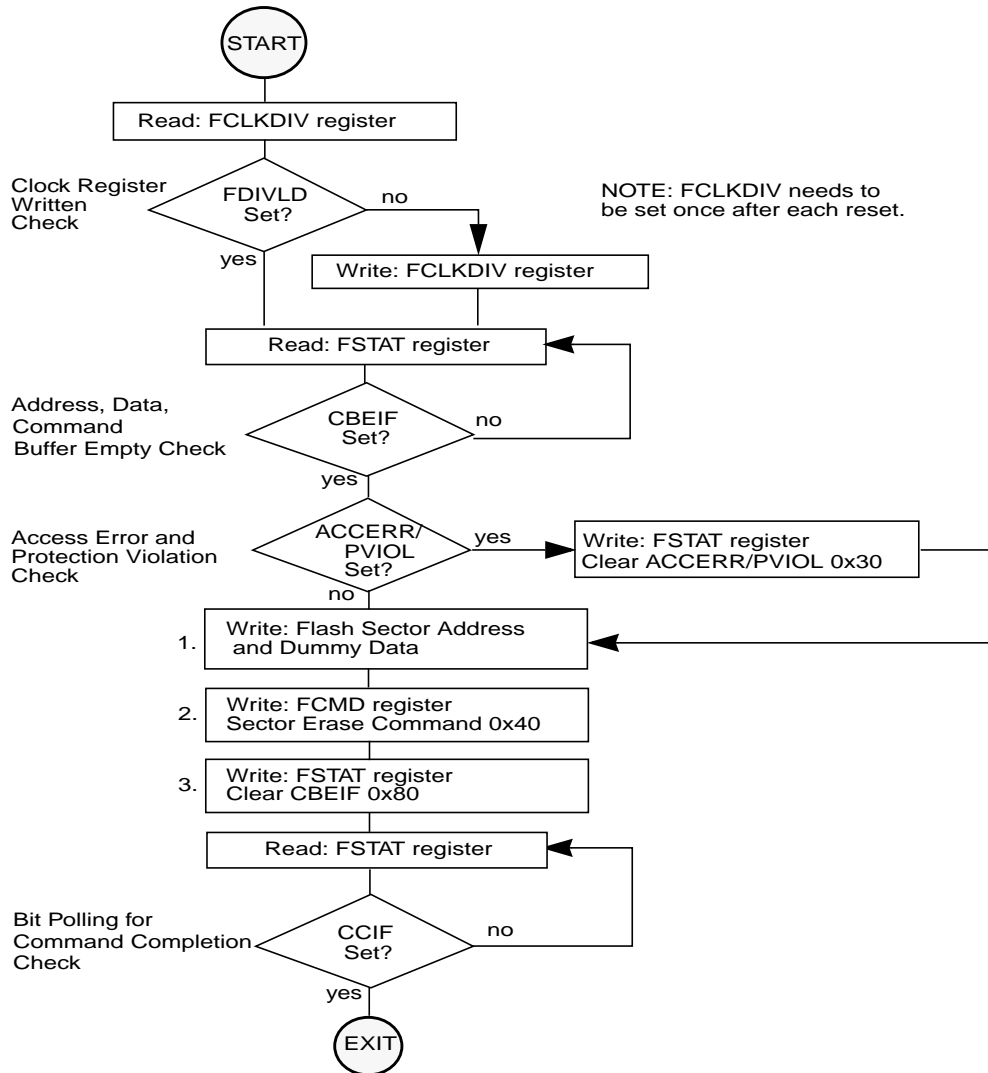 START
Read: FCLKDIV register
Clock Register
Written
Check
FDIVLD
Set?
no
yes
NOTE: FCLKDIV needs to
be set once after each reset.
Write: FCLKDIV register
Read: FSTAT register
Address, Data,
Command
Buffer Empty Check
CBEIF
Set?
no
yes
Access Error and
Protection Violation
Check
ACCERR/
PVIOL
Set?
yes
no
Write: FSTAT register
Clear ACCERR/PVIOL 0x30
1.
Write: Flash Sector Address
and Dummy Data
2.
Write: FCMD register
Sector Erase Command 0x40
3.
Write: FSTAT register
Clear CBEIF 0x80
Read: FSTAT register
Bit Polling for
Command Completion
Check
CCIF
Set?
no
yes
EXIT